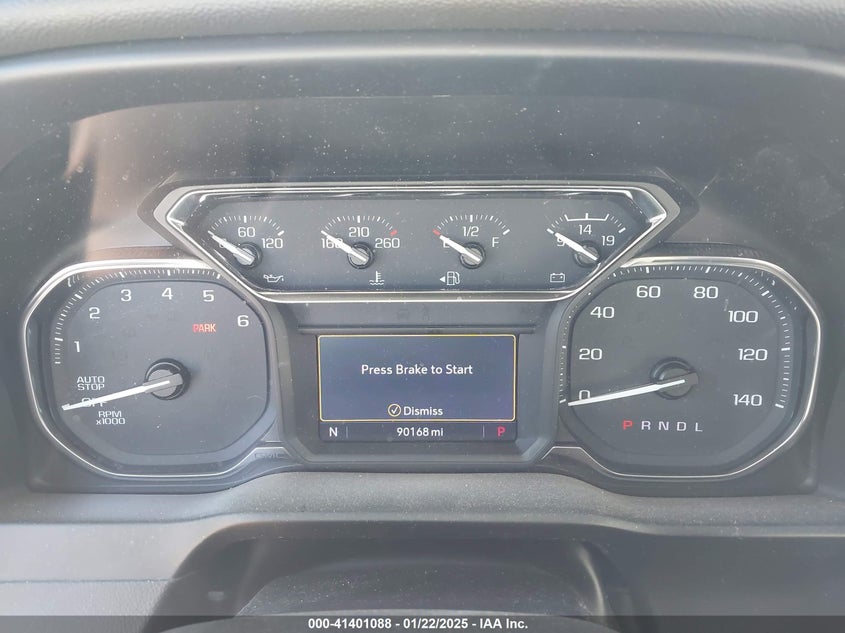 60
120
160
210
260
1/2
F
9
14
19
1
2
3
4
5
6
PARK
AUTO
STOP
OFF
RPM
x1000
Press Brake to Start
Dismiss
N 90168 mi P
0
20
40
60
80
100
120
140
P R N D L
000-41401088 - 01/22/2025 - IAA Inc.